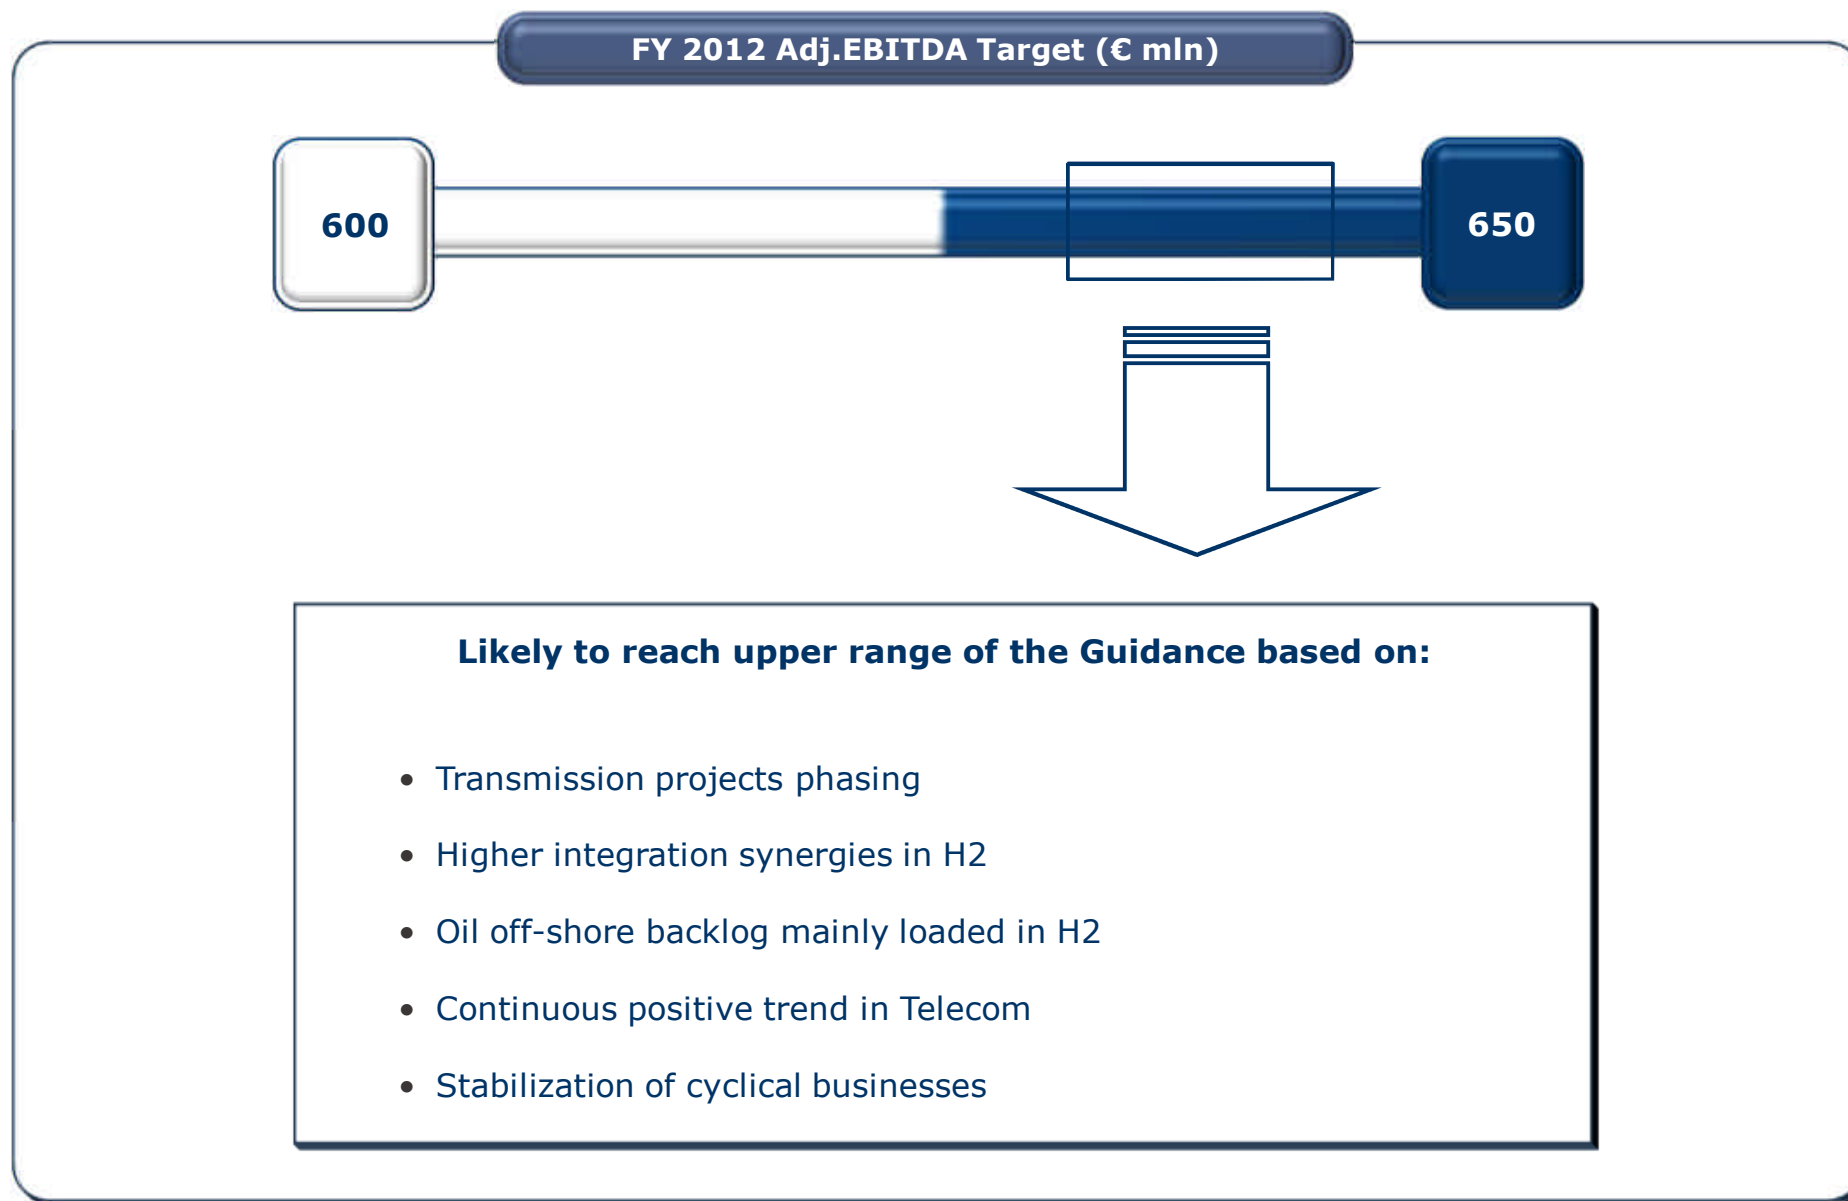 FY 2012 Adj.EBITDA Target (€ mln)
600
650
Likely to reach upper range of the Guidance based on:
• Transmission projects phasing
• Higher integration synergies in H2
• Oil off-shore backlog mainly loaded in H2
• Continuous positive trend in Telecom
• Stabilization of cyclical businesses